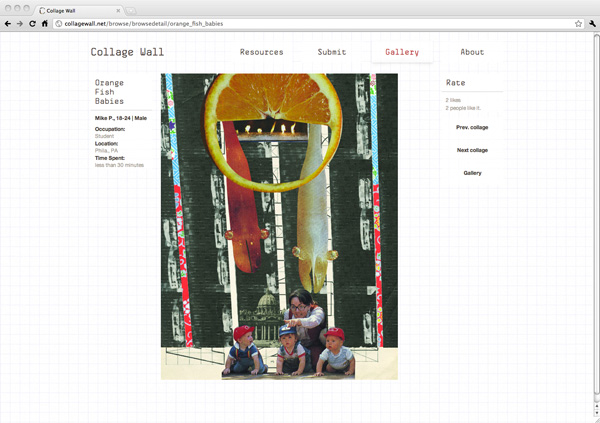 Collage Wall
collagewall.net/browse/browsedetail/orange_fish_babies
Collage Wall
Resources
Submit
Gallery
About
Orange
Fish
Babies
Mike P., 18-24 | Male
Occupation:
Student
Location:
Phila., PA
Time Spent:
less than 30 minutes
Rate
2 likes
2 people like it.
Prev. collage
Next collage
Gallery